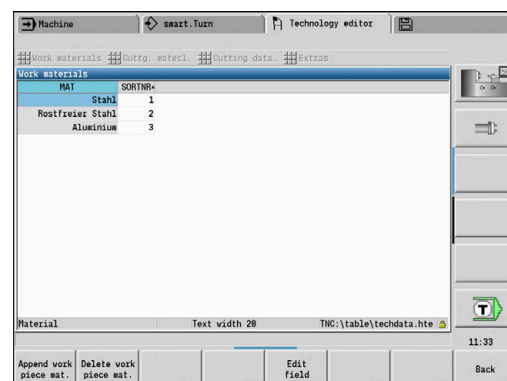 Machine smart.Turn Technology editor
Work materials Cuttg. materl. Cutting data… Extras
Work materials
MAT SORTNR
Stahl 1
Rostfreier Stahl 2
Aluminium 3
Material Text width 20 TNC:\table\techdata.hte
T
11:33
Append work piece mat. Delete work piece mat. Edit field Back